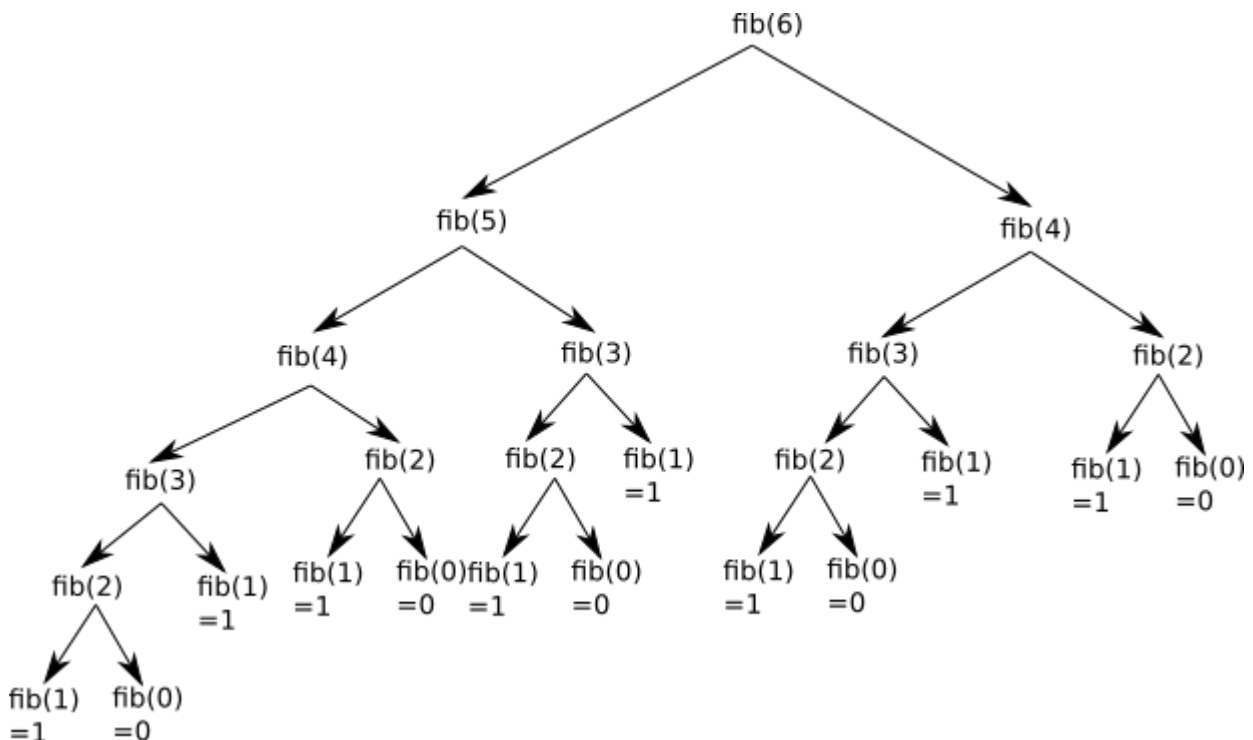 fib(6)
fib(5)
fib(4)
fib(4)
fib(3)
fib(3)
fib(2)
fib(3)
fib(2)
fib(2)
fib(1)
=1
fib(2)
fib(1)
=1
fib(1)
=1
fib(0)
=0
fib(2)
fib(1)
=1
fib(1)
=1
fib(0)
=0
fib(1)
=1
fib(0)
=0
fib(1)
=1
fib(0)
=0
fib(1)
=1
fib(0)
=0